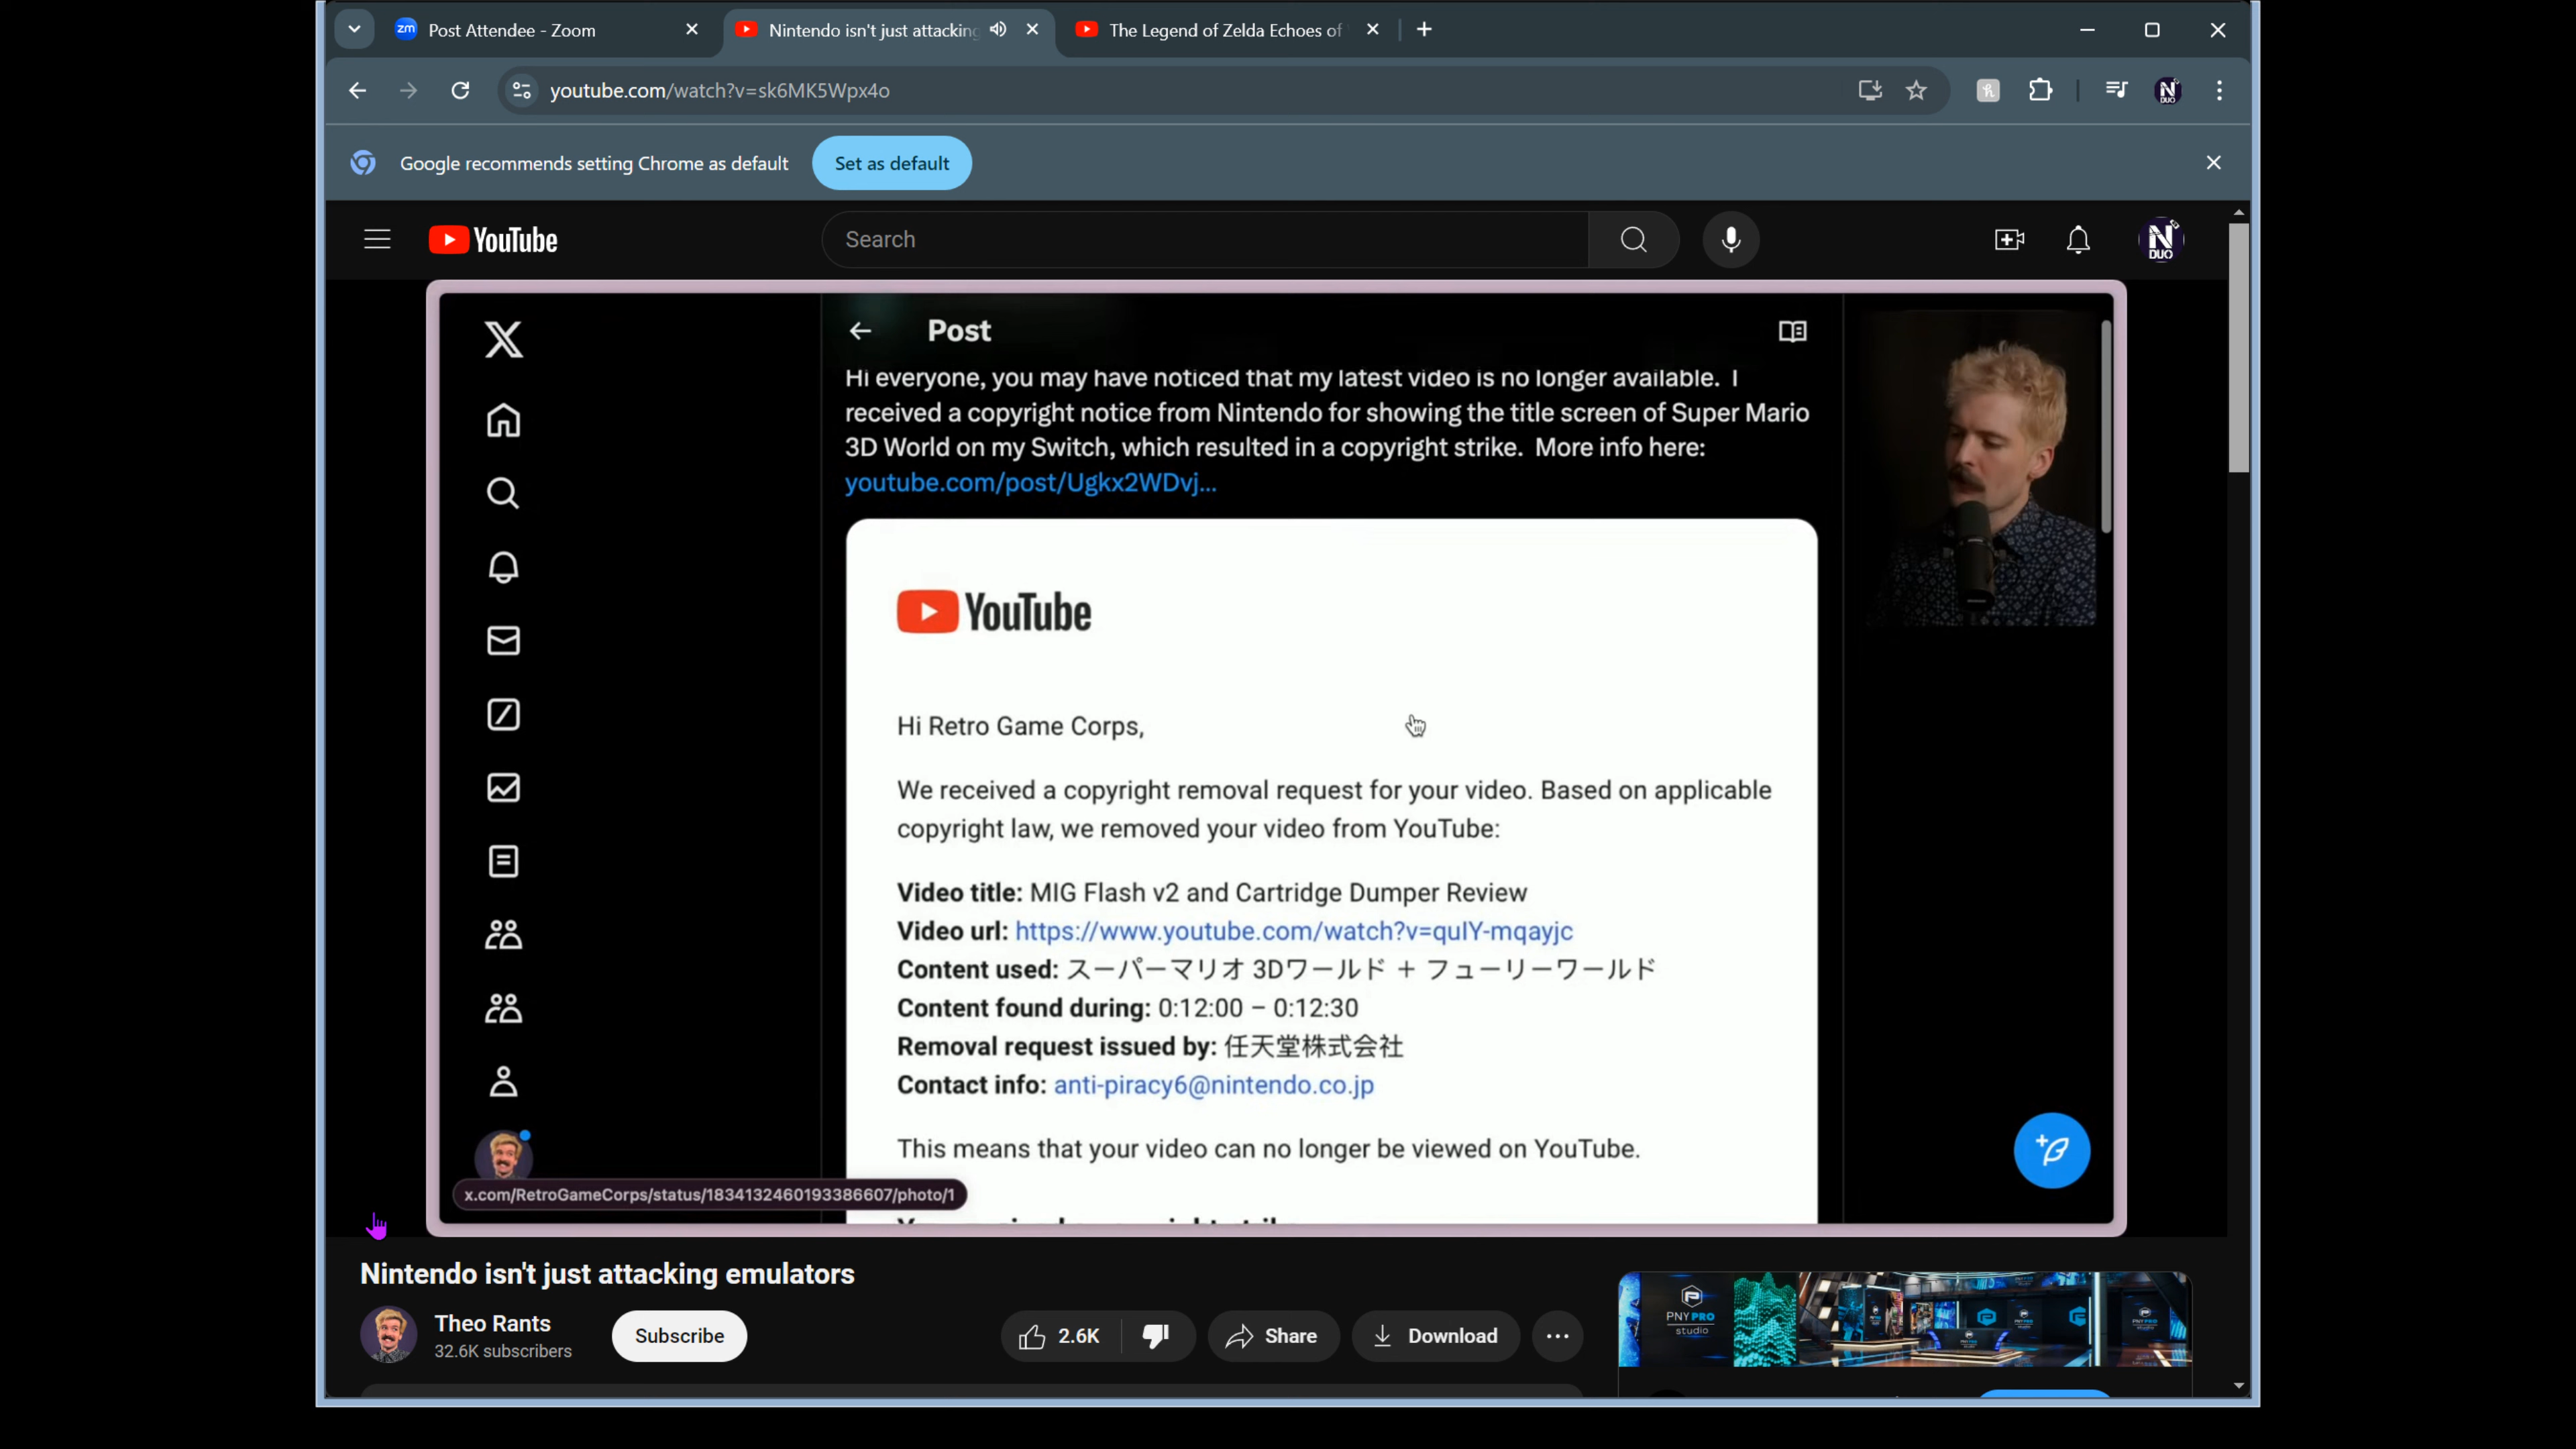 Post Attendee - Zoom
Nintendo isn't just attacking
The Legend of Zelda Echoes of
youtube.com/watch?v=sk6MK5Wpx4o
Google recommends setting Chrome as default
Set as default
YouTube
Search
N DUO
Post
Hi everyone, you may have noticed that my latest video is no longer available. I
received a copyright notice from Nintendo for showing the title screen of Super Mario
3D World on my Switch, which resulted in a copyright strike. More info here:
youtube.com/post/Ugkx2WDvj...
YouTube
Hi Retro Game Corps,
We received a copyright removal request for your video. Based on applicable
copyright law, we removed your video from YouTube:
Video title: MIG Flash v2 and Cartridge Dumper Review
Video url: https://www.youtube.com/watch?v=quIY-mqayjc
Content used: スーパーマリオ 3Dワールド + フューリーワールド
Content found during: 0:12:00 – 0:12:30
Removal request issued by: 任天堂株式会社
Contact info: anti-piracy6@nintendo.co.jp
This means that your video can no longer be viewed on YouTube.
x.com/RetroGameCorps/status/1834132460193386607/photo/1
Nintendo isn't just attacking emulators
Theo Rants
32.6K subscribers
Subscribe
2.6K
Share
Download
PNY PRO
studio